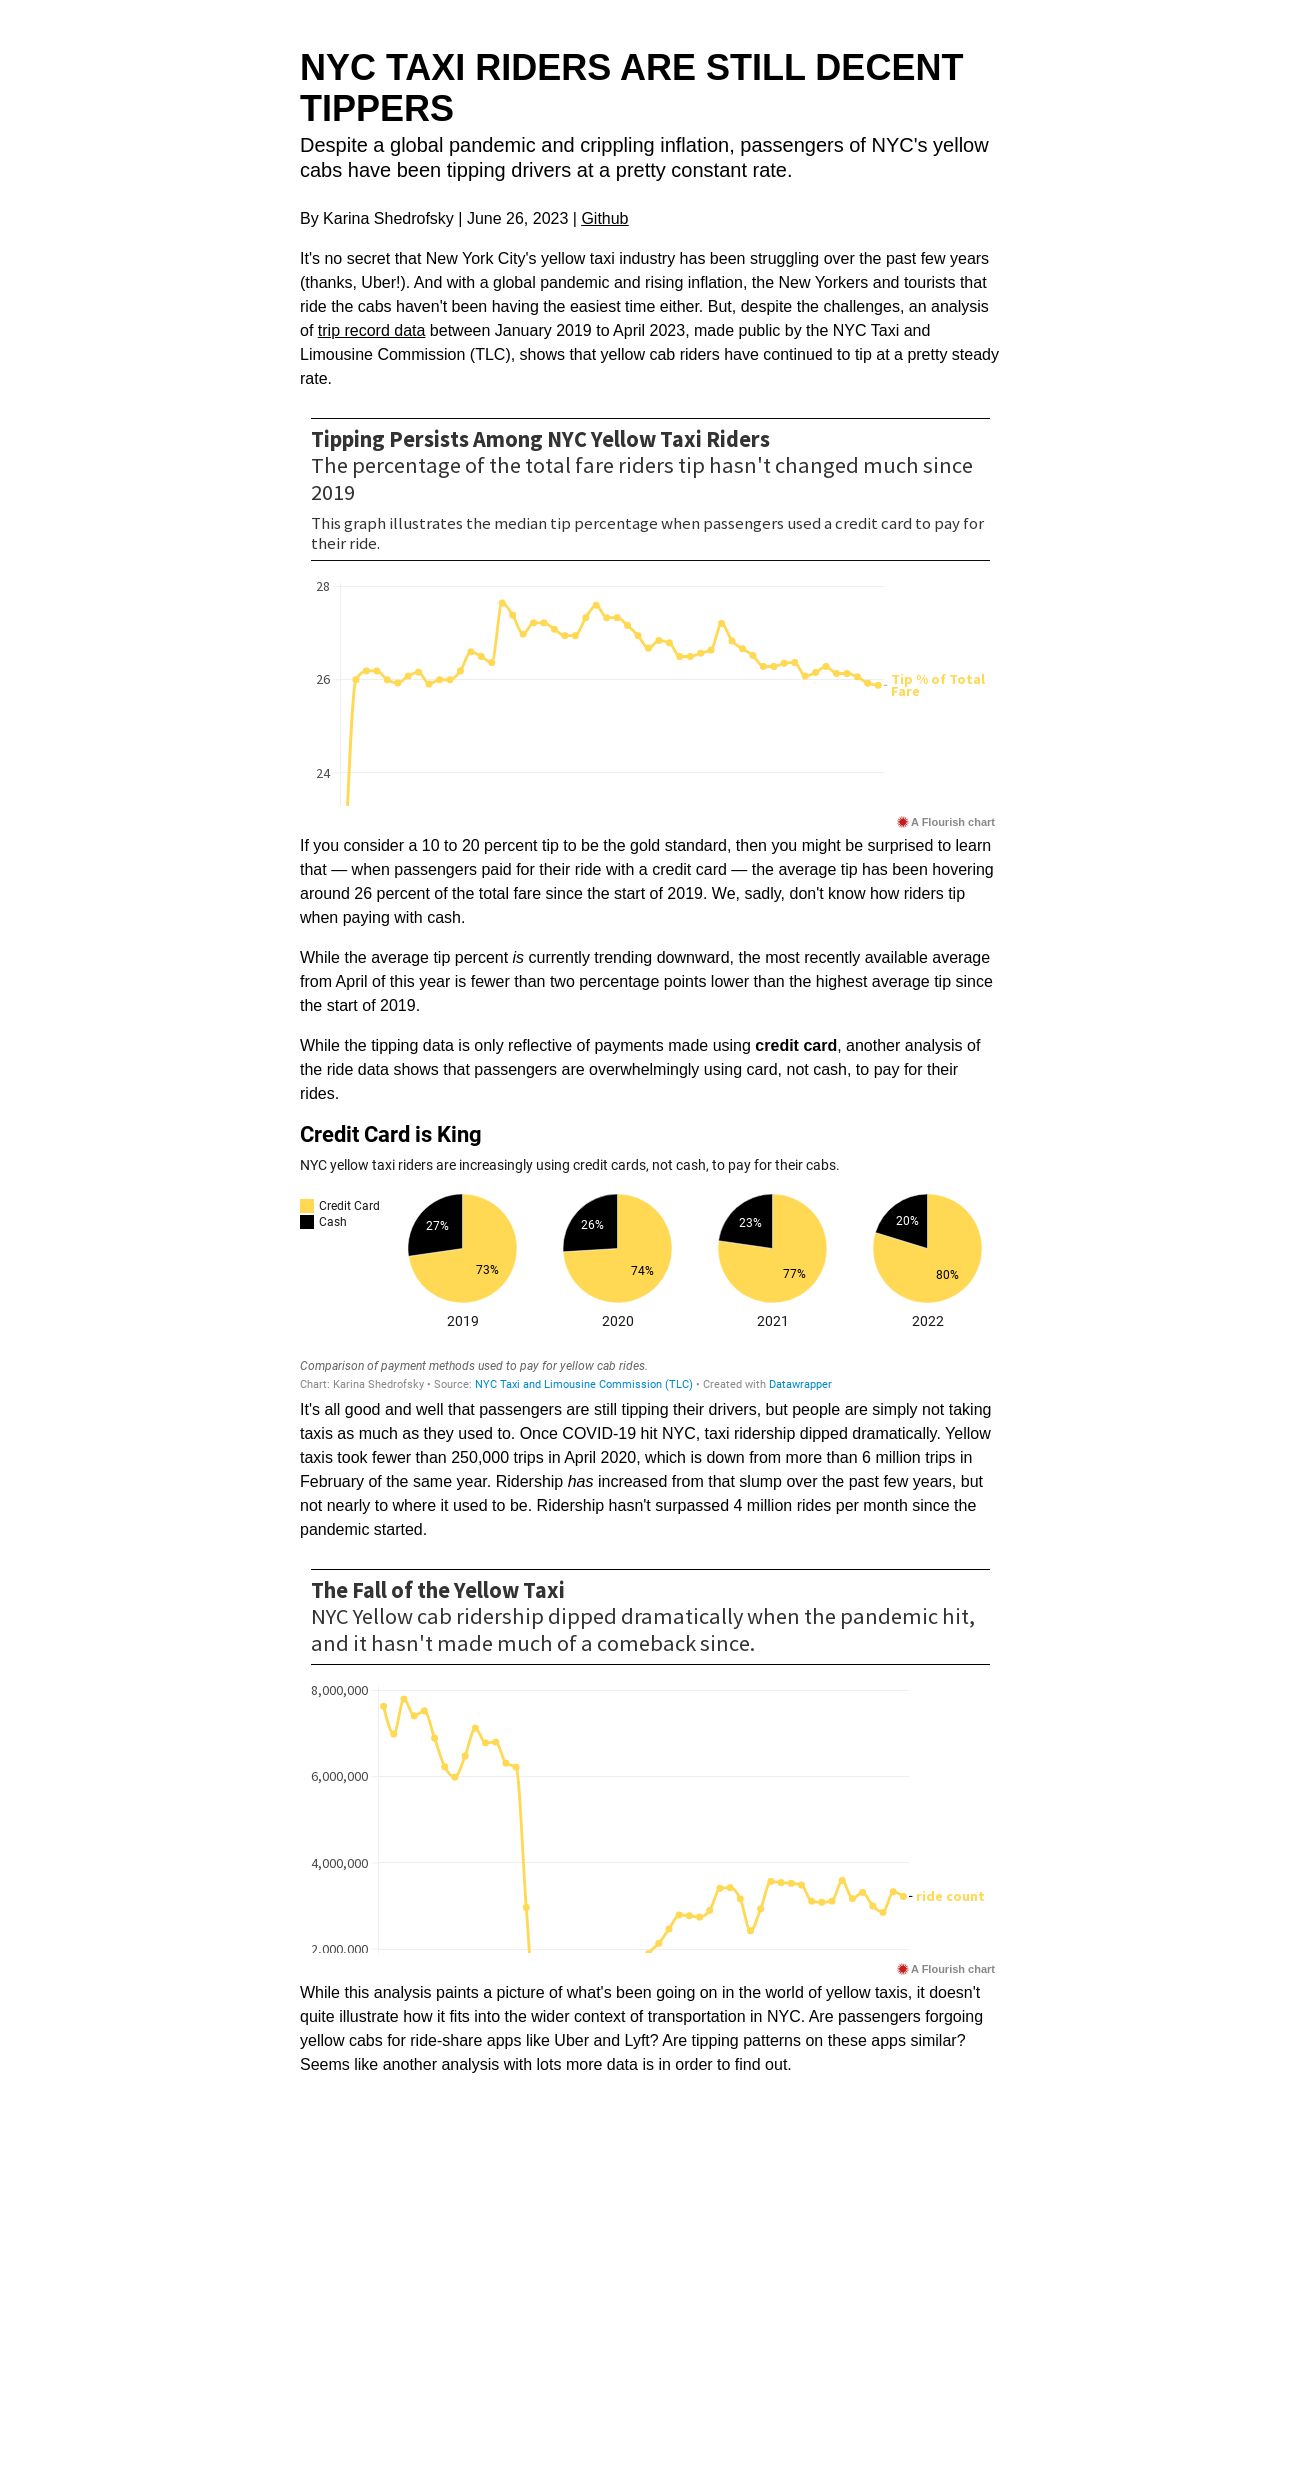 NYC TAXI RIDERS ARE STILL DECENT
TIPPERS
Despite a global pandemic and crippling inflation, passengers of NYC's yellow
cabs have been tipping drivers at a pretty constant rate.
By Karina Shedrofsky | June 26, 2023 | Github
It's no secret that New York City's yellow taxi industry has been struggling over the past few years
(thanks, Uber!). And with a global pandemic and rising inflation, the New Yorkers and tourists that
ride the cabs haven't been having the easiest time either. But, despite the challenges, an analysis
of trip record data between January 2019 to April 2023, made public by the NYC Taxi and
Limousine Commission (TLC), shows that yellow cab riders have continued to tip at a pretty steady
rate.
Tipping Persists Among NYC Yellow Taxi Riders
The percentage of the total fare riders tip hasn't changed much since
2019
This graph illustrates the median tip percentage when passengers used a credit card to pay for
their ride.
28
26
Tip % of Total
Fare
24
A Flourish chart
If you consider a 10 to 20 percent tip to be the gold standard, then you might be surprised to learn
that — when passengers paid for their ride with a credit card — the average tip has been hovering
around 26 percent of the total fare since the start of 2019. We, sadly, don't know how riders tip
when paying with cash.
While the average tip percent is currently trending downward, the most recently available average
from April of this year is fewer than two percentage points lower than the highest average tip since
the start of 2019.
While the tipping data is only reflective of payments made using credit card, another analysis of
the ride data shows that passengers are overwhelmingly using card, not cash, to pay for their
rides.
Credit Card is King
NYC yellow taxi riders are increasingly using credit cards, not cash, to pay for their cabs.
Credit Card
Cash
27% 26% 23% 20%
73% 74% 77% 80%
2019 2020 2021 2022
Comparison of payment methods used to pay for yellow cab rides.
Chart: Karina Shedrofsky • Source: NYC Taxi and Limousine Commission (TLC) • Created with Datawrapper
It's all good and well that passengers are still tipping their drivers, but people are simply not taking
taxis as much as they used to. Once COVID-19 hit NYC, taxi ridership dipped dramatically. Yellow
taxis took fewer than 250,000 trips in April 2020, which is down from more than 6 million trips in
February of the same year. Ridership has increased from that slump over the past few years, but
not nearly to where it used to be. Ridership hasn't surpassed 4 million rides per month since the
pandemic started.
The Fall of the Yellow Taxi
NYC Yellow cab ridership dipped dramatically when the pandemic hit,
and it hasn't made much of a comeback since.
8,000,000
6,000,000
4,000,000
ride count
2,000,000
A Flourish chart
While this analysis paints a picture of what's been going on in the world of yellow taxis, it doesn't
quite illustrate how it fits into the wider context of transportation in NYC. Are passengers forgoing
yellow cabs for ride-share apps like Uber and Lyft? Are tipping patterns on these apps similar?
Seems like another analysis with lots more data is in order to find out.